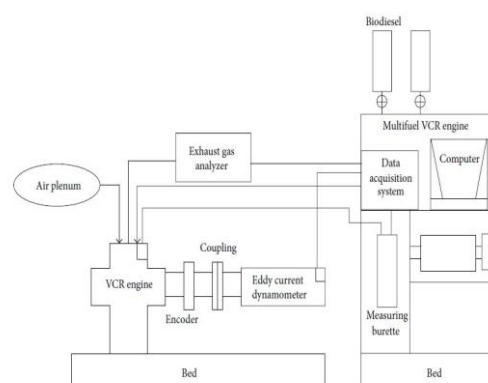 Biodiesel
Multifuel VCR engine
Exhaust gas
analyzer
Data
acquisition
system
Computer
Air plenum
Coupling
VCR engine
Eddy current
dynamometer
Encoder
Measuring
burette
Bed
Bed